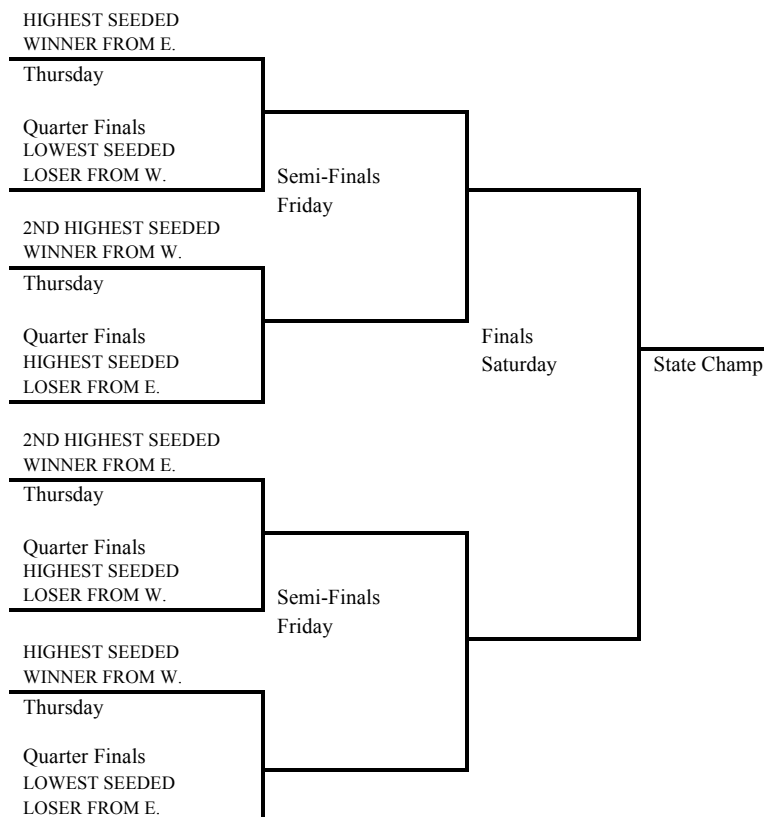 HIGHEST SEEDED
WINNER FROM E.
Thursday
Quarter Finals
LOWEST SEEDED
LOSER FROM W.
Semi-Finals
Friday
2ND HIGHEST SEEDED
WINNER FROM W.
Thursday
Quarter Finals
HIGHEST SEEDED
LOSER FROM E.
Finals
Saturday
State Champ
2ND HIGHEST SEEDED
WINNER FROM E.
Thursday
Quarter Finals
HIGHEST SEEDED
LOSER FROM W.
Semi-Finals
Friday
HIGHEST SEEDED
WINNER FROM W.
Thursday
Quarter Finals
LOWEST SEEDED
LOSER FROM E.